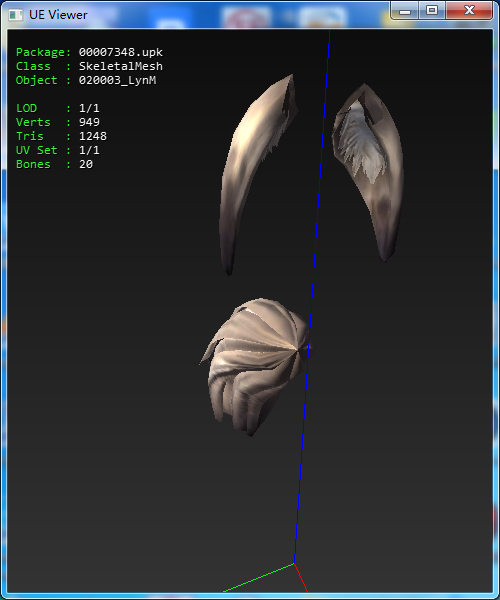 UE Viewer
Package: 00007348.upk
Class  : SkeletalMesh
Object : 020003_LynM
LOD    : 1/1
Verts  : 949
Tris   : 1248
UV Set : 1/1
Bones  : 20